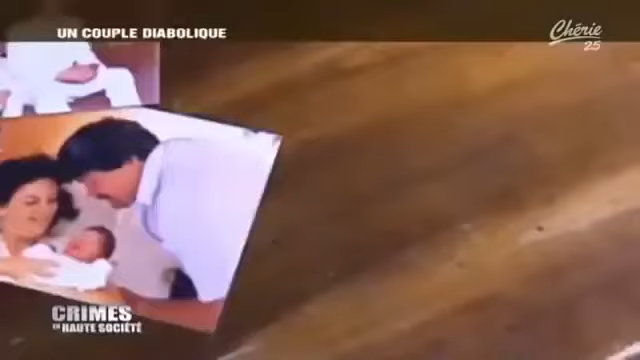 UN COUPLE DIABOLIQUE
Chérie
25
CRIMES
EN HAUTE SOCIÉTÉ